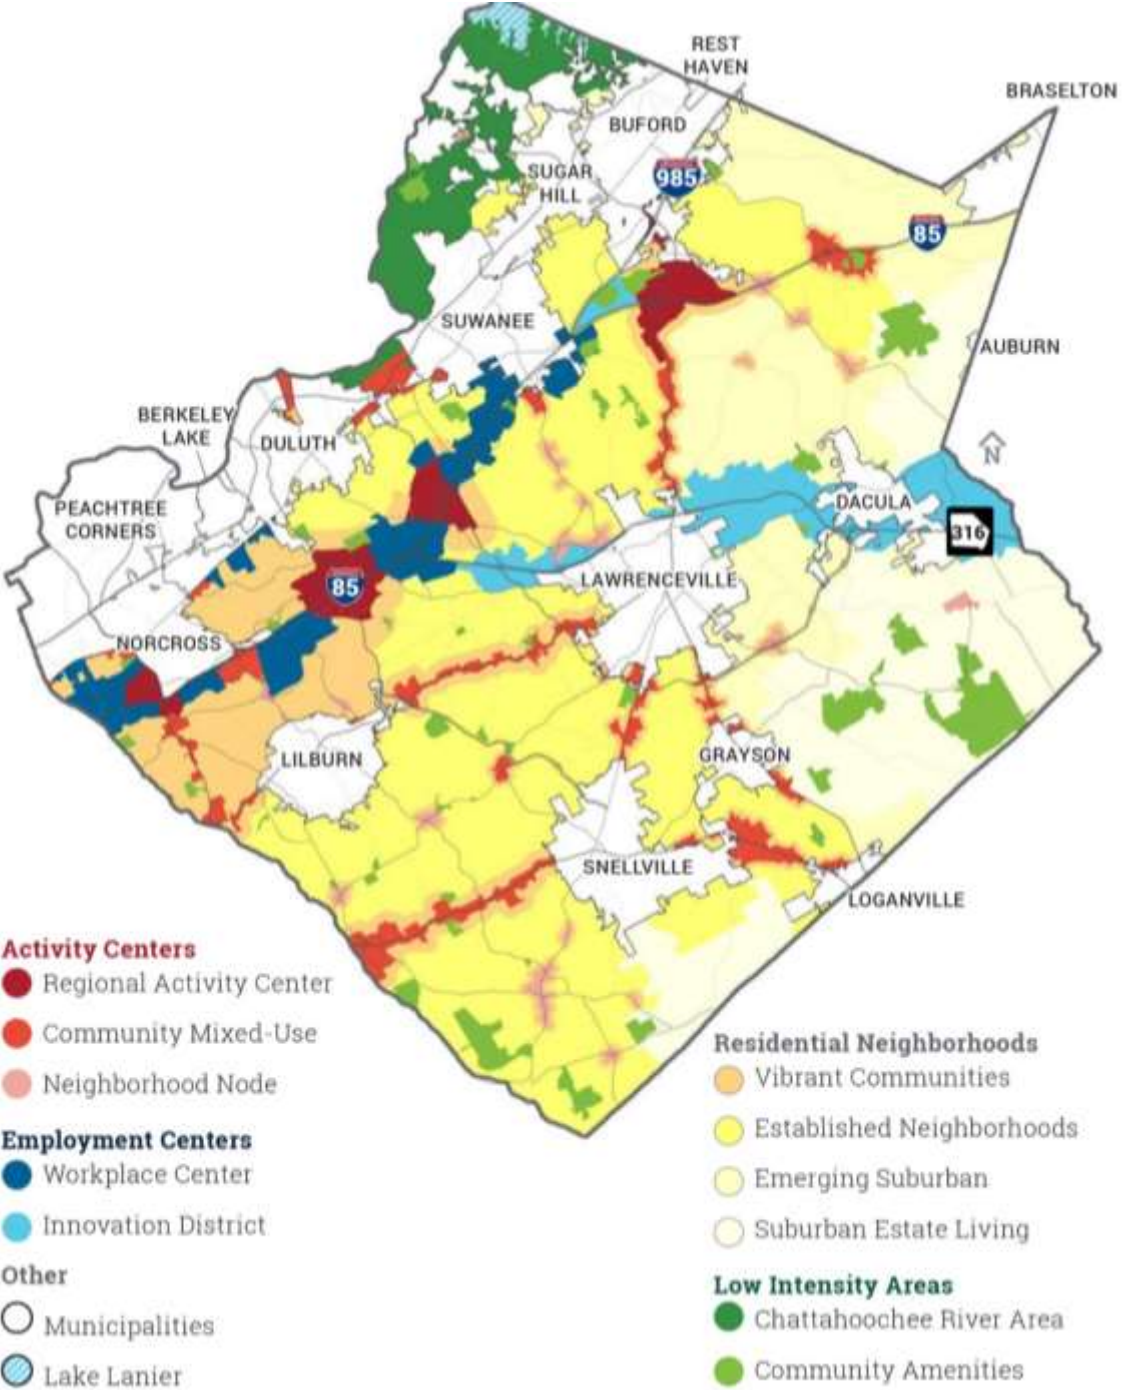 REST
HAVEN
BRASELTON
BUFORD
SUGAR
HILL
985
85
SUWANEE
AUBURN
BERKELEY
LAKE
DULUTH
N
PEACHTREE
CORNERS
DACULA
316
LAWRENCEVILLE
85
NORCROSS
LILBURN
GRAYSON
SNELLVILLE
LOGANVILLE
Activity Centers
Regional Activity Center
Community Mixed-Use
Neighborhood Node
Employment Centers
Workplace Center
Innovation District
Other
Municipalities
Lake Lanier
Residential Neighborhoods
Vibrant Communities
Established Neighborhoods
Emerging Suburban
Suburban Estate Living
Low Intensity Areas
Chattahoochee River Area
Community Amenities